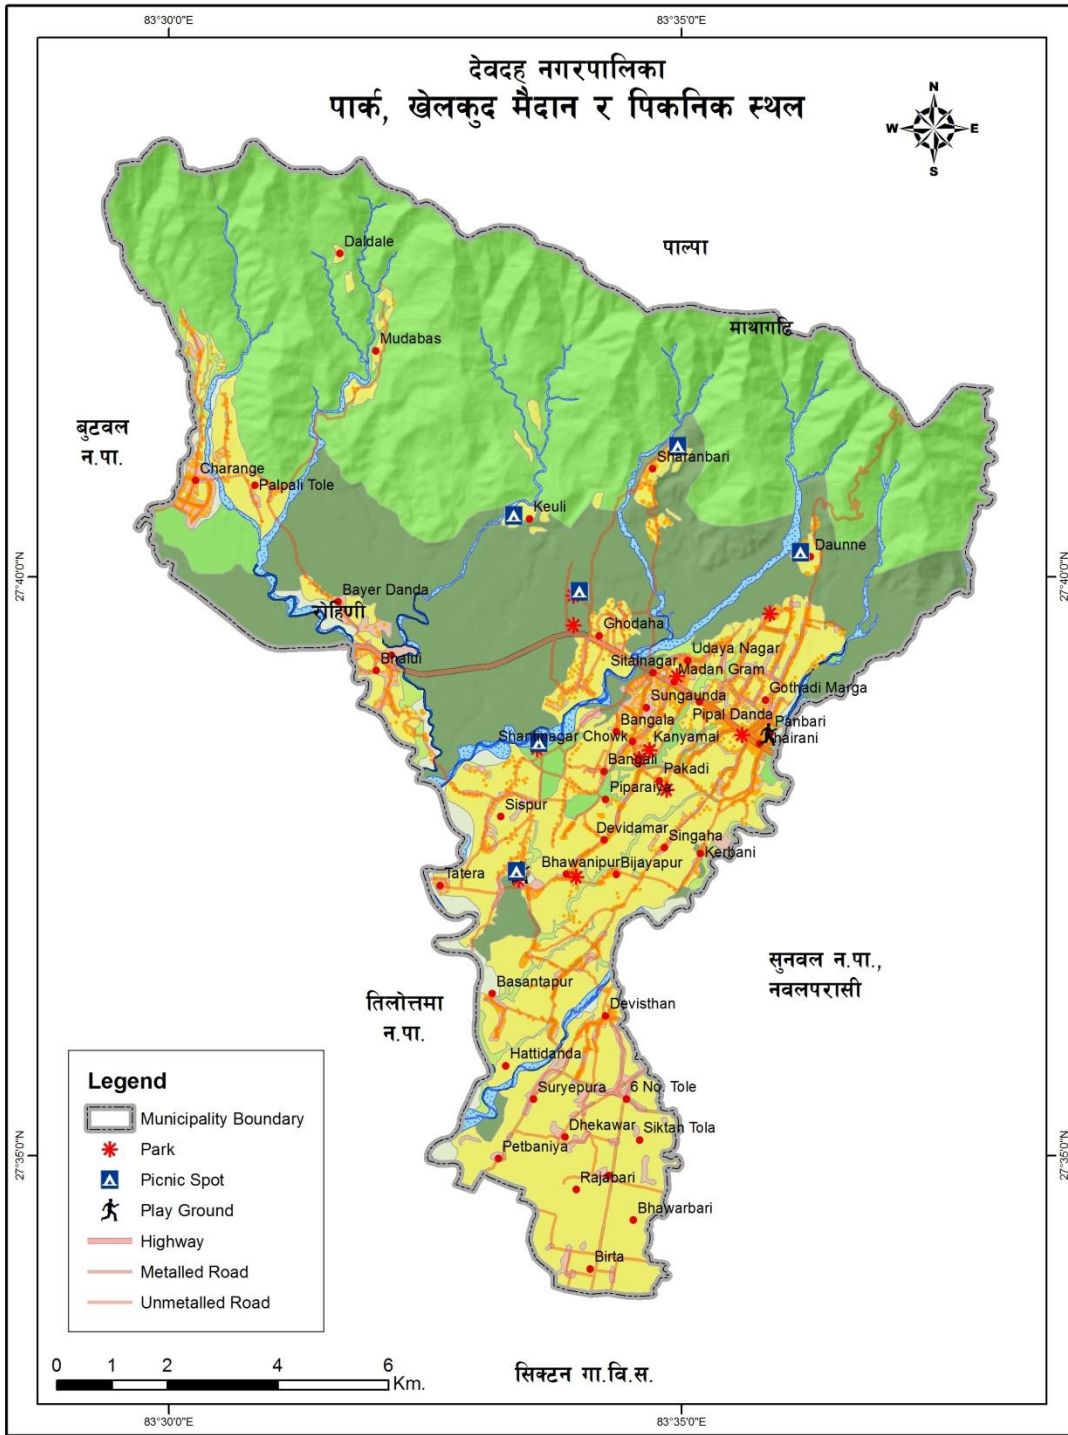 83°30'0"E
83°35'0"E
देवदह नगरपालिका
पार्क, खेलकुद मैदान र पिकनिक स्थल
N
W
E
S
पाल्पा
Daldale
माथागढि
Mudabas
बुटवल
न.पा.
Charange
Palpali Tole
Sharanbari
Keuli
Daunne
27°40'0"N
27°40'0"N
Bayer Danda
रोहिणी
Ghodaha
Bhalui
Udaya Nagar
Sitalnagar
Madan Gram
Gothadi Marga
Sungaunda
Pipal Danda
Bangala
Panbari
Shantinagar Chowk
Kanyamai
Khairani
Bangali
Pakadi
Piparaiya
Sispur
Devidamar
Singaha
Kerbani
Bhawanipur
Bijayapur
Tatera
सुनवल न.पा.,
नवलपरासी
Basantapur
तिलोत्तमा
न.पा.
Devisthan
Hattidanda
Suryepura
6 No. Tole
Dhekawar
Siktan Tola
Petbaniya
27°35'0"N
27°35'0"N
Rajabari
Bhawarbari
Birta
Legend
Municipality Boundary
Park
Picnic Spot
Play Ground
Highway
Metalled Road
Unmetalled Road
0 1 2 4 6
Km.
सिक्टन गा.वि.स.
83°30'0"E
83°35'0"E